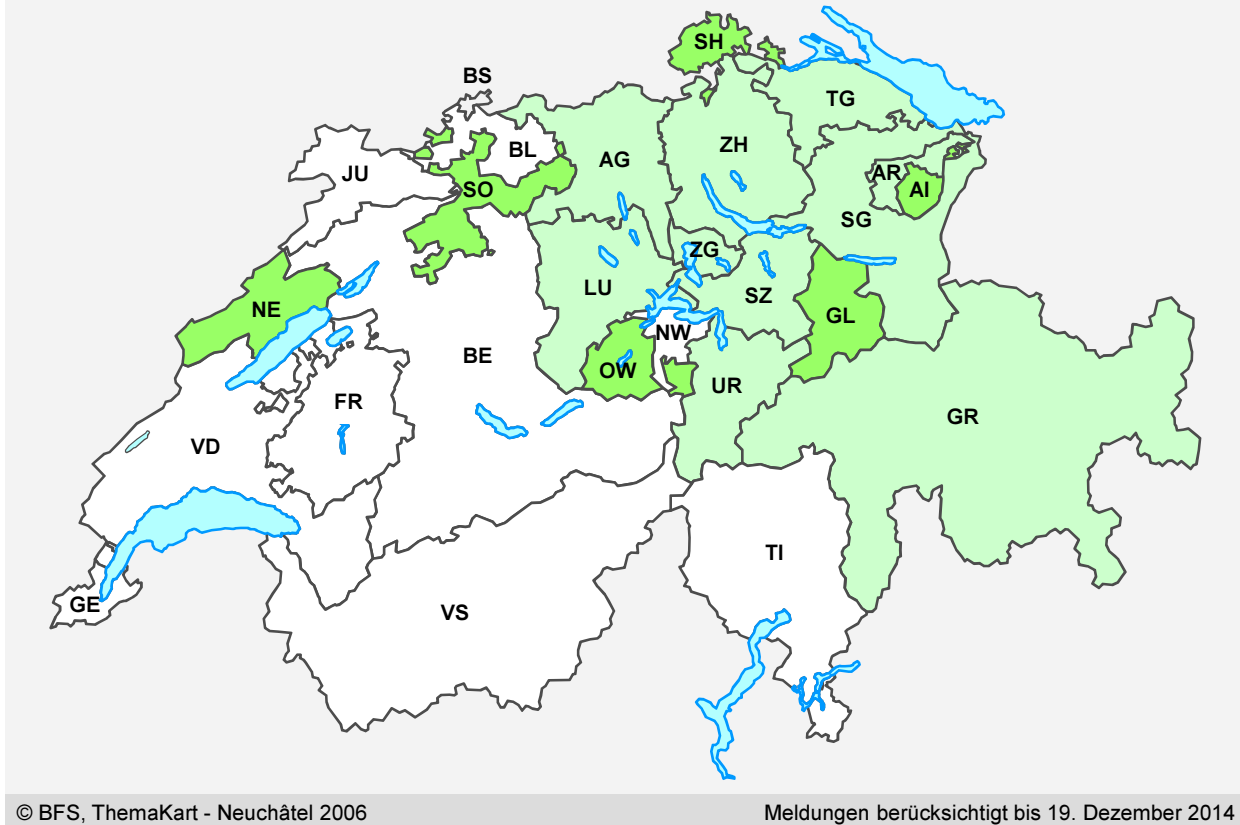 SH
BS
TG
BL
AG
ZH
JU
AR
AI
SO
SG
ZG
LU
SZ
NE
GL
NW
BE
OW
UR
FR
GR
VD
TI
GE
VS
© BFS, ThemaKart - Neuchâtel 2006
Meldungen berücksichtigt bis 19. Dezember 2014